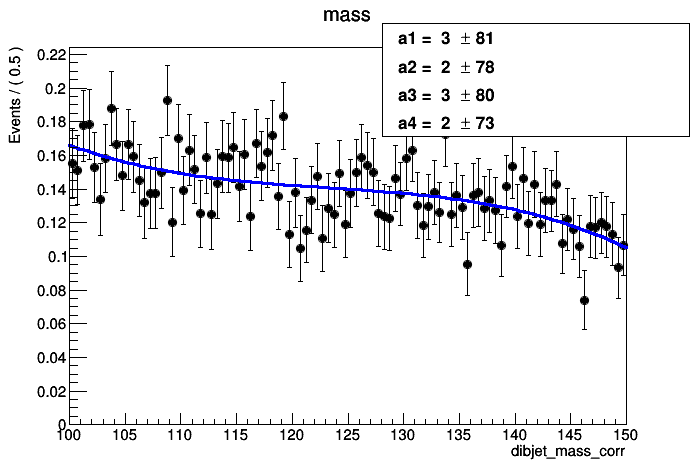 mass
a1 = 3 ± 81
a2 = 2 ± 78
a3 = 3 ± 80
a4 = 2 ± 73
Events / ( 0.5 )
0.22
0.2
0.18
0.16
0.14
0.12
0.1
0.08
0.06
0.04
0.02
0
100 105 110 115 120 125 130 135 140 145 150
dibjet_mass_corr